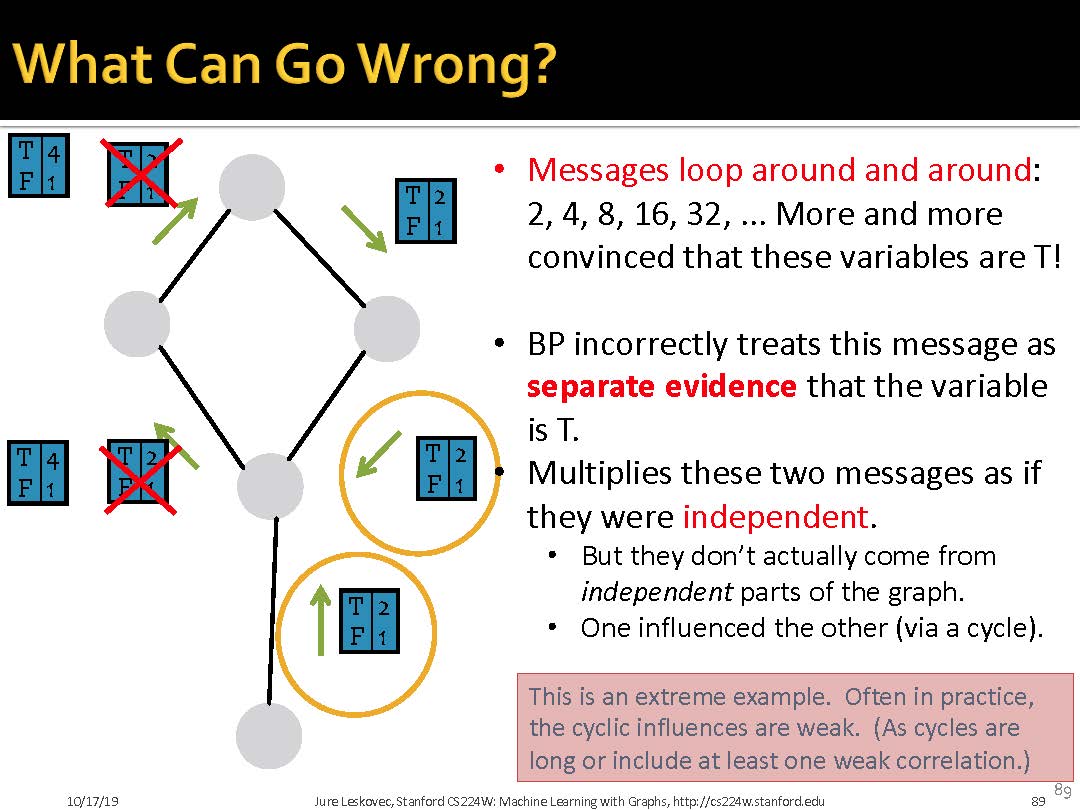 What Can Go Wrong?
T 4
F 1
T 2
F 1
T 2
F 1
• Messages loop around and around:
2, 4, 8, 16, 32, ... More and more
convinced that these variables are T!
• BP incorrectly treats this message as
separate evidence that the variable
is T.
• Multiplies these two messages as if
they were independent.
• But they don’t actually come from
independent parts of the graph.
• One influenced the other (via a cycle).
T 4
F 1
T 2
F 1
T 2
F 1
T 2
F 1
This is an extreme example. Often in practice,
the cyclic influences are weak. (As cycles are
long or include at least one weak correlation.)
10/17/19
Jure Leskovec, Stanford CS224W: Machine Learning with Graphs, http://cs224w.stanford.edu
89
89